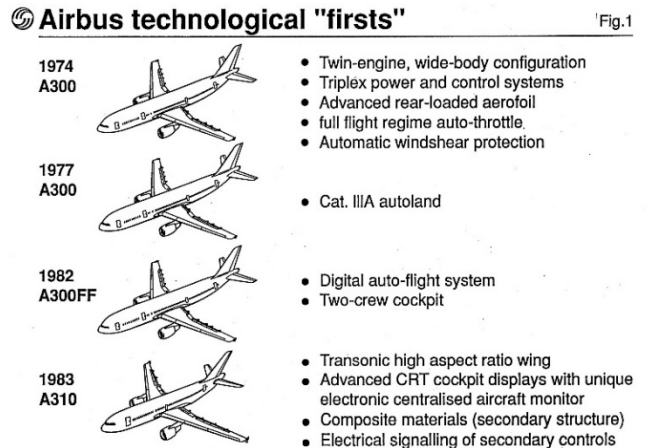 Airbus technological "firsts"
Fig.1
1974
A300
• Twin-engine, wide-body configuration
• Triplex power and control systems
• Advanced rear-loaded aerofoil
• full flight regime auto-throttle.
• Automatic windshear protection
1977
A300
• Cat. IIIA autoland
1982
A300FF
• Digital auto-flight system
• Two-crew cockpit
1983
A310
• Transonic high aspect ratio wing
• Advanced CRT cockpit displays with unique
electronic centralised aircraft monitor
• Composite materials (secondary structure)
• Electrical signalling of secondary controls